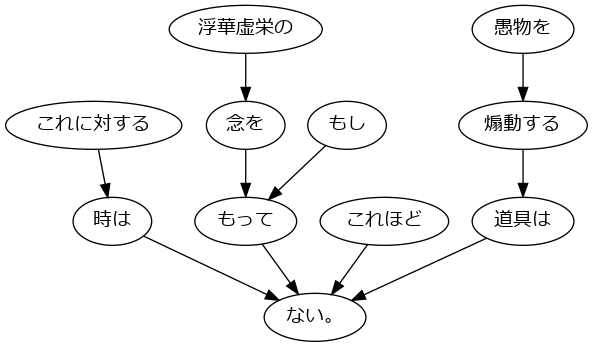 浮華虚栄の
愚物を
これに対する
念を
もし
煽動する
時は
もって
これほど
道具は
ない。